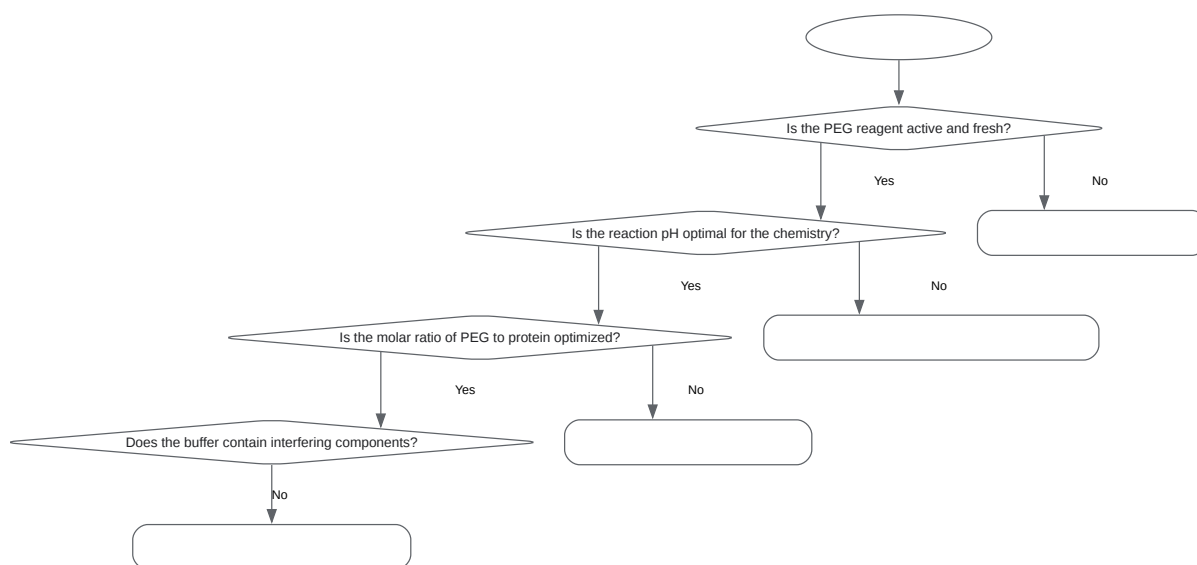 Is the PEG reagent active and fresh?
Yes
No
Is the reaction pH optimal for the chemistry?
Yes
No
Is the molar ratio of PEG to protein optimized?
Yes
No
Does the buffer contain interfering components?
No